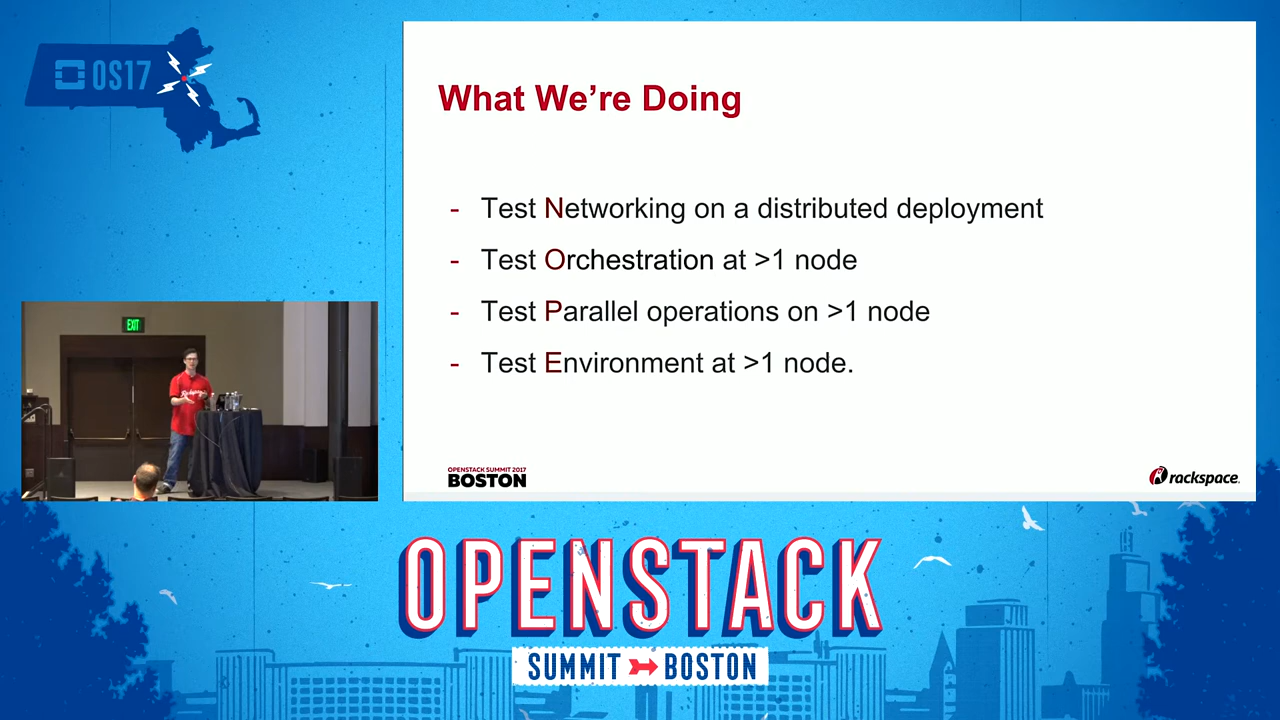 OS17
What We're Doing
- Test Networking on a distributed deployment
- Test Orchestration at >1 node
- Test Parallel operations on >1 node
- Test Environment at >1 node.
OPENSTACK SUMMIT 2017
BOSTON
rackspace.
EXIT
OPENSTACK
SUMMIT BOSTON